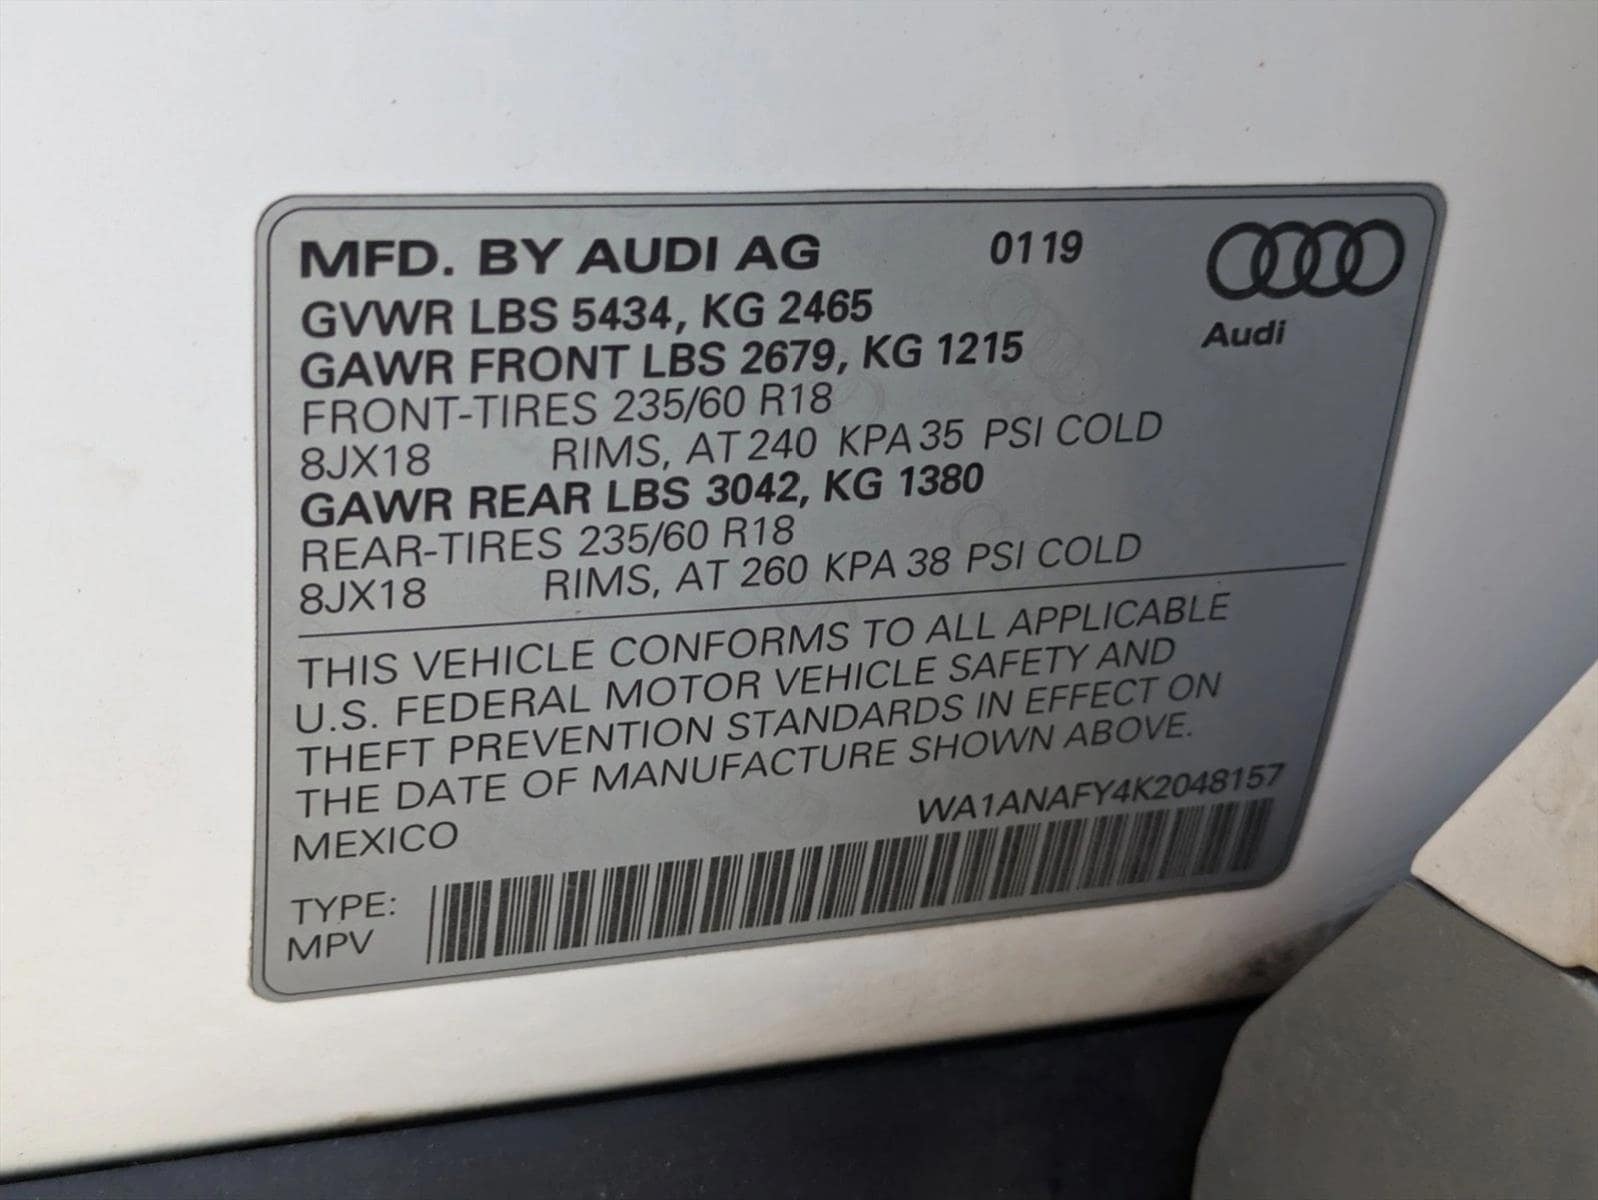 MFD. BY AUDI AG 0119
GVWR LBS 5434, KG 2465
Audi
GAWR FRONT LBS 2679, KG 1215
FRONT-TIRES 235/60 R18
8JX18 RIMS, AT 240 KPA 35 PSI COLD
GAWR REAR LBS 3042, KG 1380
REAR-TIRES 235/60 R18
8JX18 RIMS, AT 260 KPA 38 PSI COLD
THIS VEHICLE CONFORMS TO ALL APPLICABLE
U.S. FEDERAL MOTOR VEHICLE SAFETY AND
THEFT PREVENTION STANDARDS IN EFFECT ON
THE DATE OF MANUFACTURE SHOWN ABOVE.
MEXICO WA1ANAFY4K2048157
TYPE:
MPV